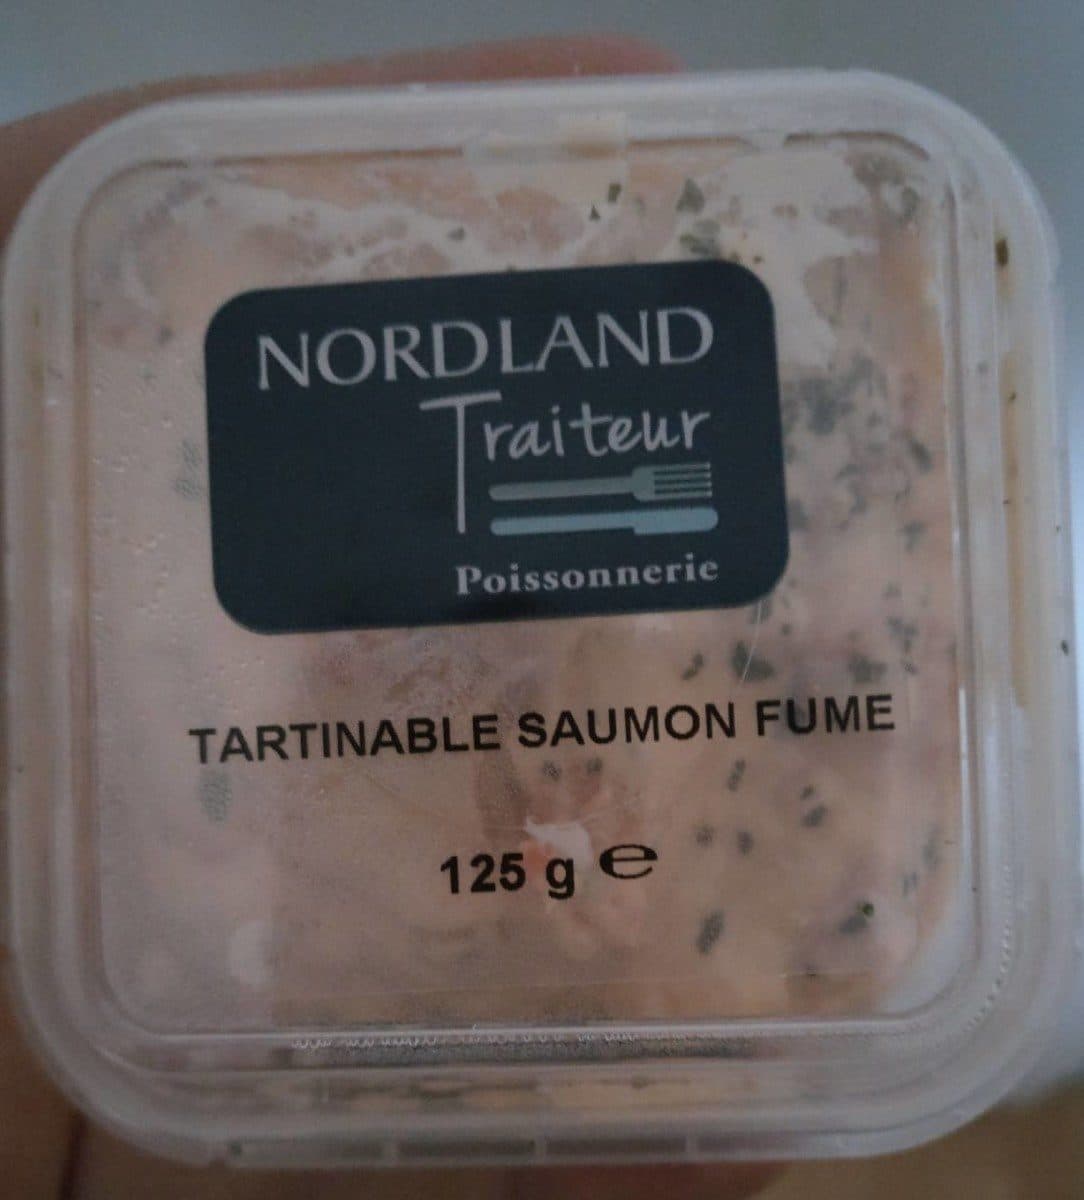 NORDLAND
Traiteur
Poissonnerie
TARTINABLE SAUMON FUME
125 g e